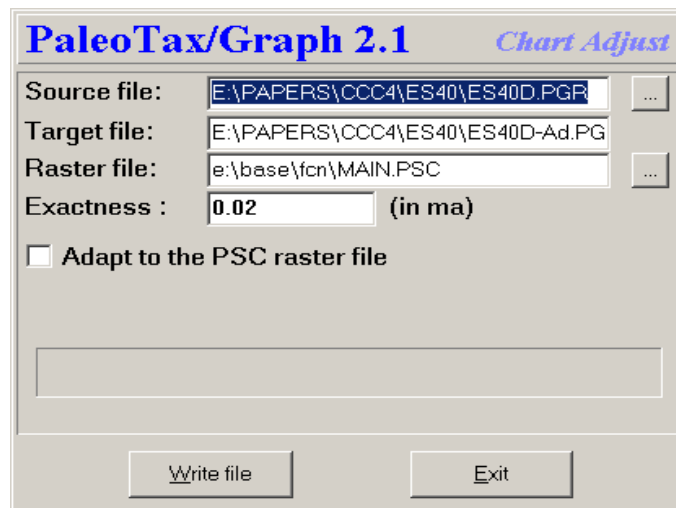 PaleoTax/Graph 2.1 Chart Adjust
Source file: E:\PAPERS\CCC4\ES40\ES40D.PGR ...
Target file: E:\PAPERS\CCC4\ES40\ES40D-Ad.PG
Raster file: e:\base\fcn\MAIN.PSC ...
Exactness : 0.02 (in ma)
Adapt to the PSC raster file
Write file Exit